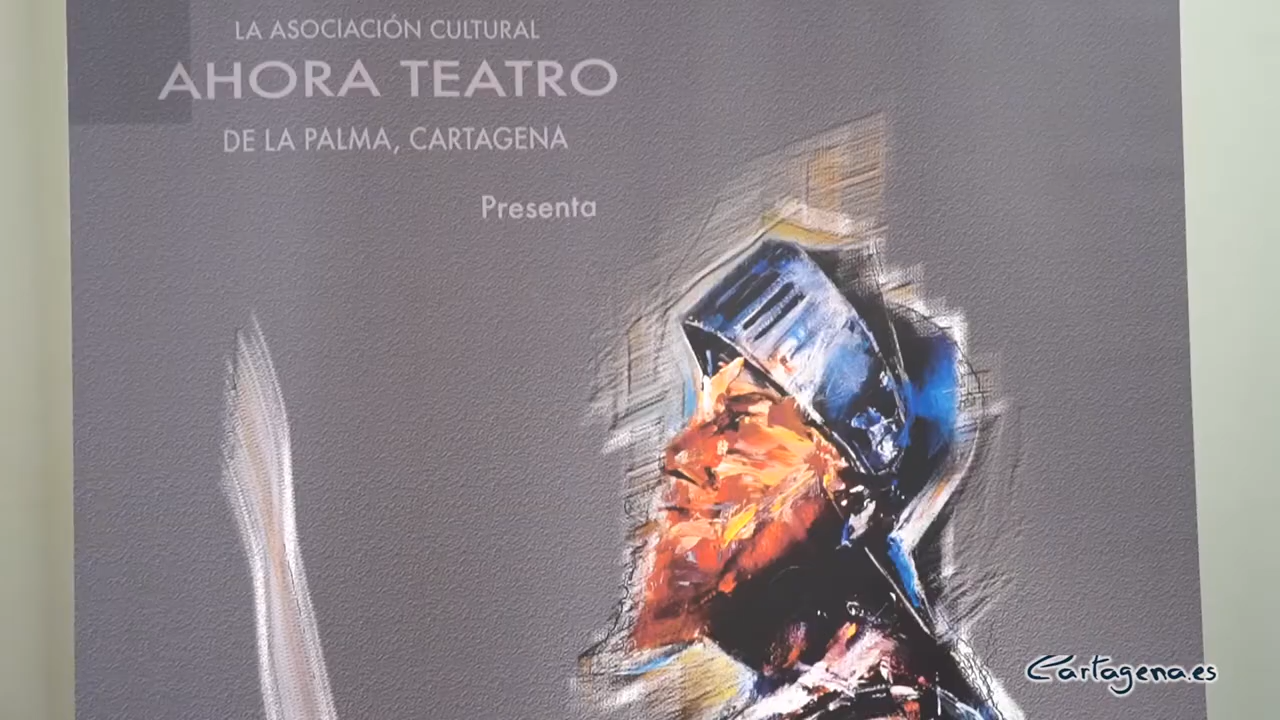 LA ASOCIACIÓN CULTURAL
AHORA TEATRO
DE LA PALMA, CARTAGENA
Presenta
Cartagena.es